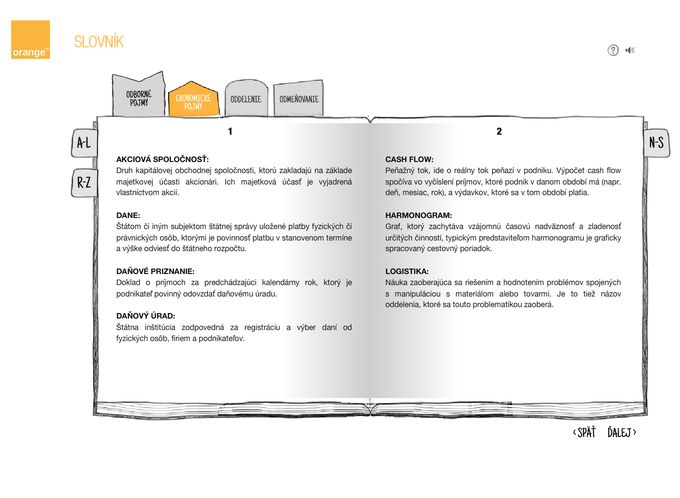 orange™
SLOVNÍK
?
ODBORNÉ
POJMY
EKONOMICKÉ
POJMY
ODDELENIE
ODMEŇOVANIE
A-L
R-Z
N-S
1
AKCIOVÁ SPOLOČNOSŤ:
Druh kapitálovej obchodnej spoločnosti, ktorú zakladajú na základe
majetkovej účasti akcionári. Ich majetková účasť je vyjadrená
vlastníctvom akcií.
DANE:
Štátom či iným subjektom štátnej správy uložené platby fyzických či
právnických osôb, ktorými je povinnosť platbu v stanovenom termíne
a výške odviesť do štátneho rozpočtu.
DAŇOVÉ PRIZNANIE:
Doklad o príjmoch za predchádzajúci kalendárny rok, ktorý je
podnikateľ povinný odovzdať daňovému úradu.
DAŇOVÝ ÚRAD:
Štátna inštitúcia zodpovedná za registráciu a výber daní od
fyzických osôb, firiem a podnikateľov.
2
CASH FLOW:
Peňažný tok, ide o reálny tok peňazí v podniku. Výpočet cash flow
spočíva vo vyčíslení príjmov, ktoré podnik v danom období má (napr.
deň, mesiac, rok), a výdavkov, ktoré sa v tom období platia.
HARMONOGRAM:
Graf, ktorý zachytáva vzájomnú časovú nadväznosť a zladenosť
určitých činností, typickým predstaviteľom harmonogramu je graficky
spracovaný cestovný poriadok.
LOGISTIKA:
Náuka zaoberajúca sa riešením a hodnotením problémov spojených
s manipuláciou s materiálom alebo tovarmi. Je to tiež názov
oddelenia, ktoré sa touto problematikou zaoberá.
‹ SPÄŤ ĎALEJ ›